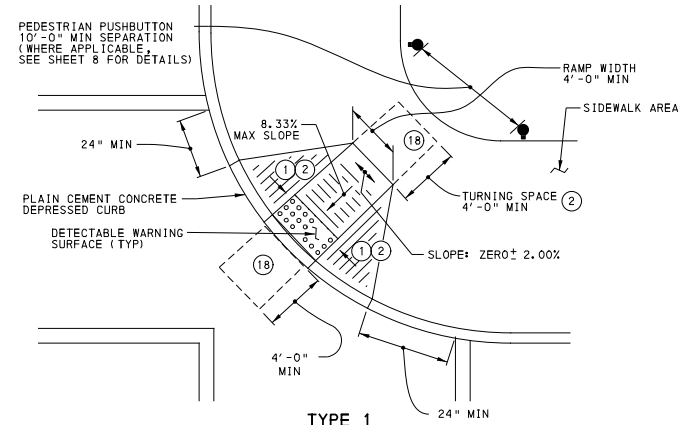 PEDESTRIAN PUSHBUTTON
10'-0" MIN SEPARATION
(WHERE APPLICABLE,
SEE SHEET 8 FOR DETAILS)
RAMP WIDTH
4'-0" MIN
SIDEWALK AREA
8.33%
MAX SLOPE
18
24" MIN
1 2
PLAIN CEMENT CONCRETE
DEPRESSED CURB
TURNING SPACE
4'-0" MIN
2
DETECTABLE WARNING
SURFACE (TYP)
1 2
SLOPE: ZERO± 2.00%
18
4'-0"
MIN
24" MIN
TYPE 1